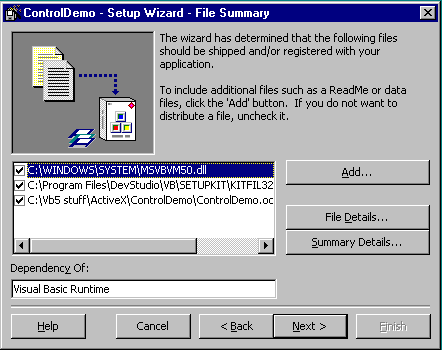 ControlDemo - Setup Wizard - File Summary
The wizard has determined that the following files
should be shipped and/or registered with your
application.
To include additional files such as a ReadMe or data
files, click the 'Add' button.  If you do not want to
distribute a file, uncheck it.
C:\WINDOWS\SYSTEM\MSVBVM50.dll
C:\Program Files\DevStudio\VB\SETUPKIT\KITFIL32
C:\Vb5 stuff\ActiveX\ControlDemo\ControlDemo.oc
Add...
File Details...
Summary Details...
Dependency Of:
Visual Basic Runtime
Help
Cancel
< Back
Next >
Finish